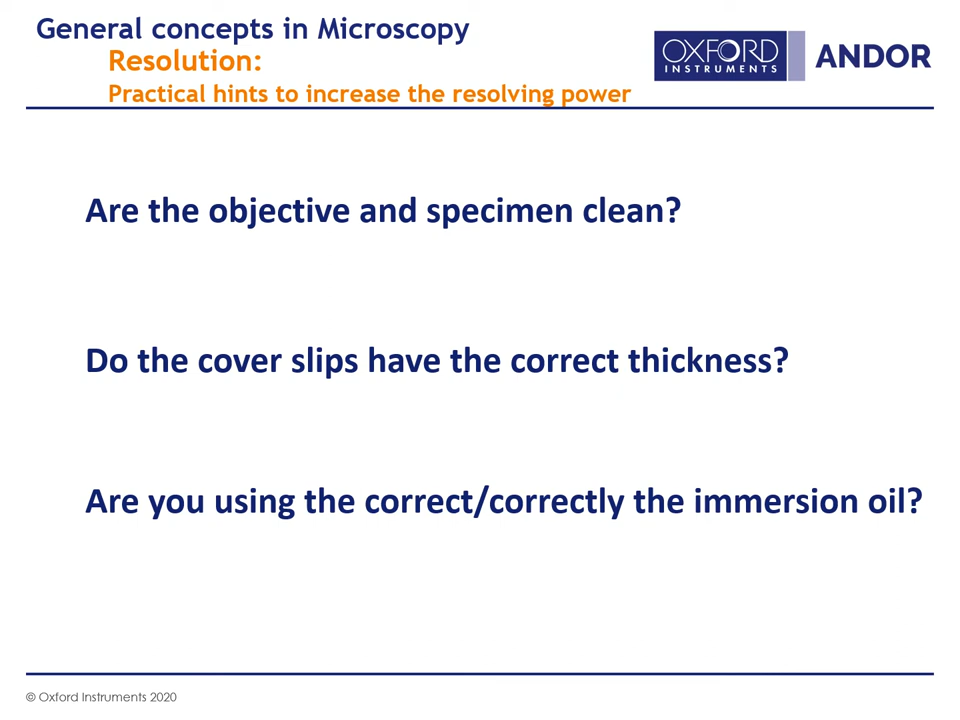 General concepts in Microscopy
Resolution:
Practical hints to increase the resolving power
OXFORD
INSTRUMENTS
ANDOR
Are the objective and specimen clean?
Do the cover slips have the correct thickness?
Are you using the correct/correctly the immersion oil?
© Oxford Instruments 2020